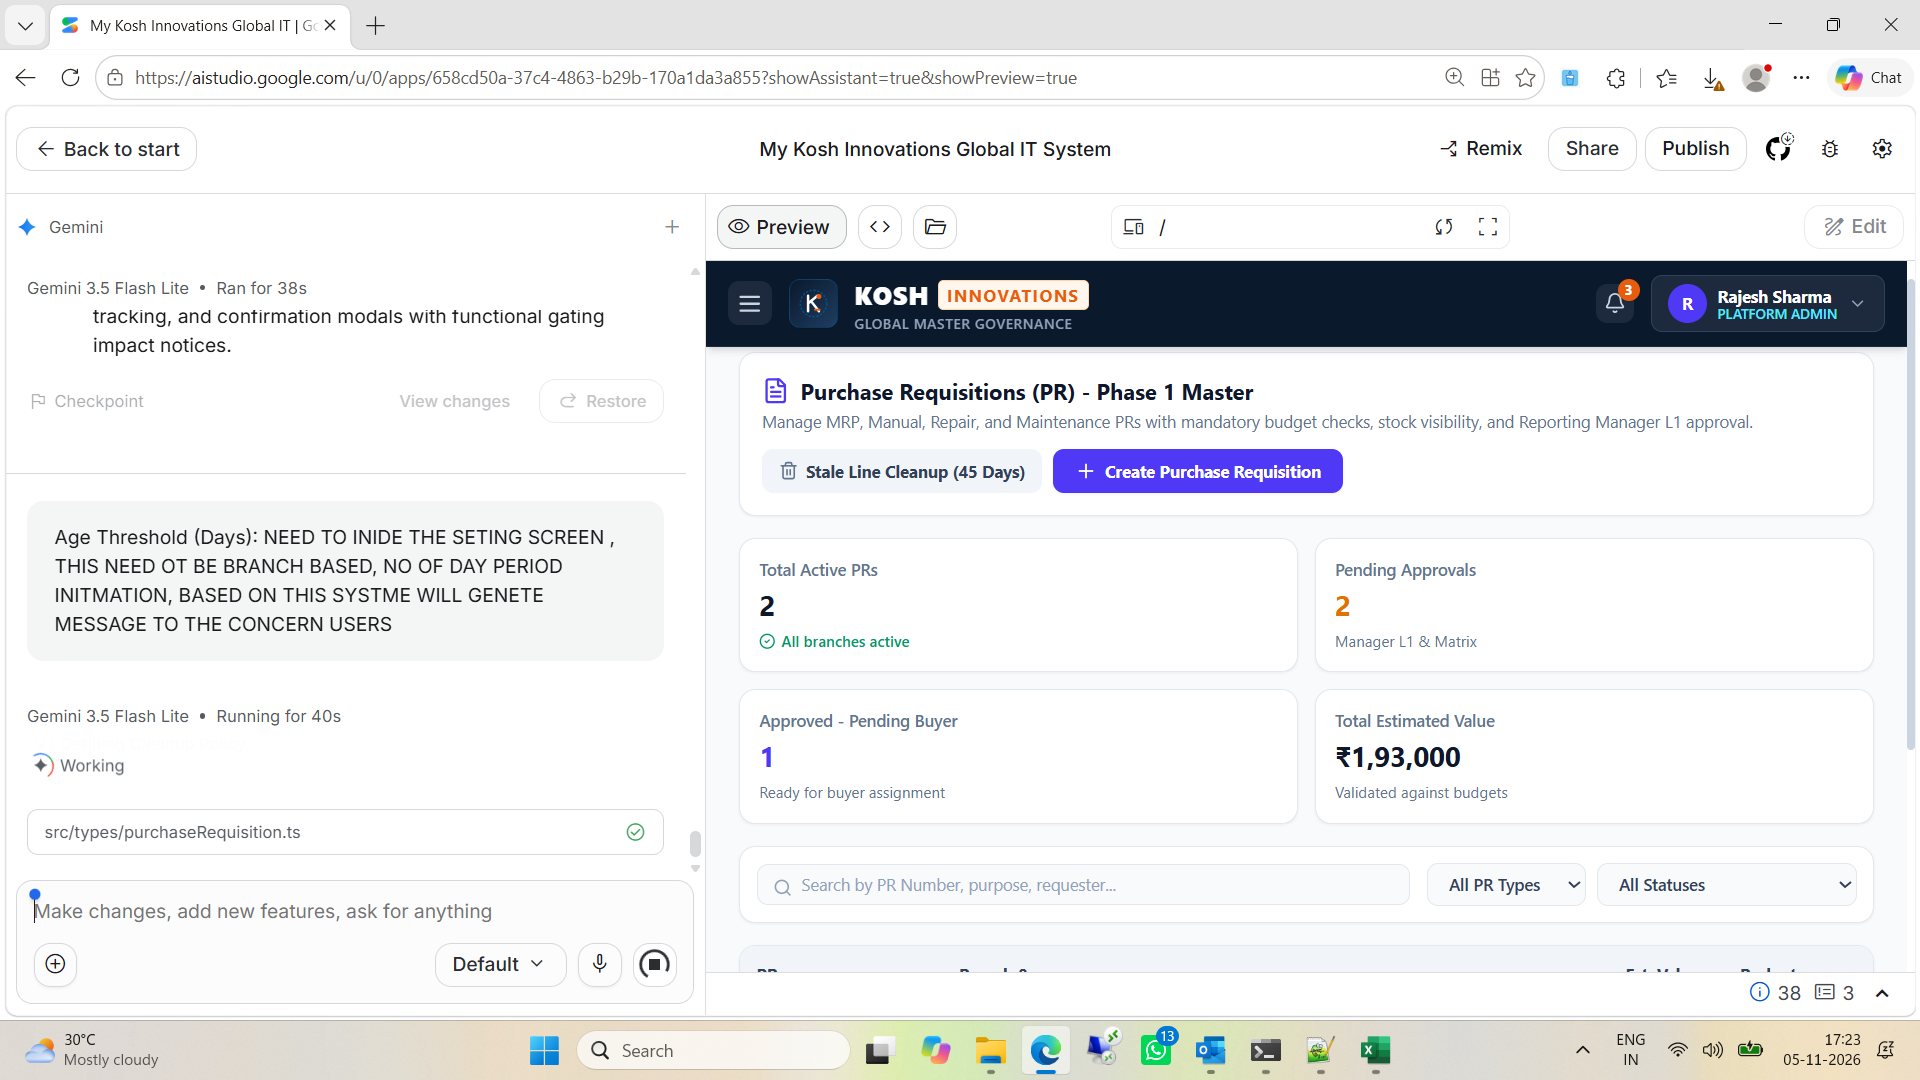 My Kosh Innovations Global IT | Go
https://aistudio.google.com/u/0/apps/658cd50a-37c4-4863-b29b-170a1da3a855?showAssistant=true&showPreview=true
Chat
Back to start
My Kosh Innovations Global IT System
Remix
Share
Publish
Gemini
Gemini 3.5 Flash Lite • Ran for 38s
tracking, and confirmation modals with functional gating
impact notices.
Checkpoint
View changes
Restore
Age Threshold (Days): NEED TO INIDE THE SETING SCREEN ,
THIS NEED OT BE BRANCH BASED, NO OF DAY PERIOD
INITMATION, BASED ON THIS SYSTME WILL GENETE
MESSAGE TO THE CONCERN USERS
Gemini 3.5 Flash Lite • Running for 40s
Working
src/types/purchaseRequisition.ts
Make changes, add new features, ask for anything
Default
Preview
/
Edit
K
KOSH INNOVATIONS
GLOBAL MASTER GOVERNANCE
3
R
Rajesh Sharma
PLATFORM ADMIN
Purchase Requisitions (PR) - Phase 1 Master
Manage MRP, Manual, Repair, and Maintenance PRs with mandatory budget checks, stock visibility, and Reporting Manager L1 approval.
Stale Line Cleanup (45 Days)
Create Purchase Requisition
Total Active PRs
2
All branches active
Pending Approvals
2
Manager L1 & Matrix
Approved - Pending Buyer
1
Ready for buyer assignment
Total Estimated Value
₹1,93,000
Validated against budgets
Search by PR Number, purpose, requester...
All PR Types
All Statuses
38
3
30°C
Mostly cloudy
Search
13
ENG
IN
17:23
05-11-2026